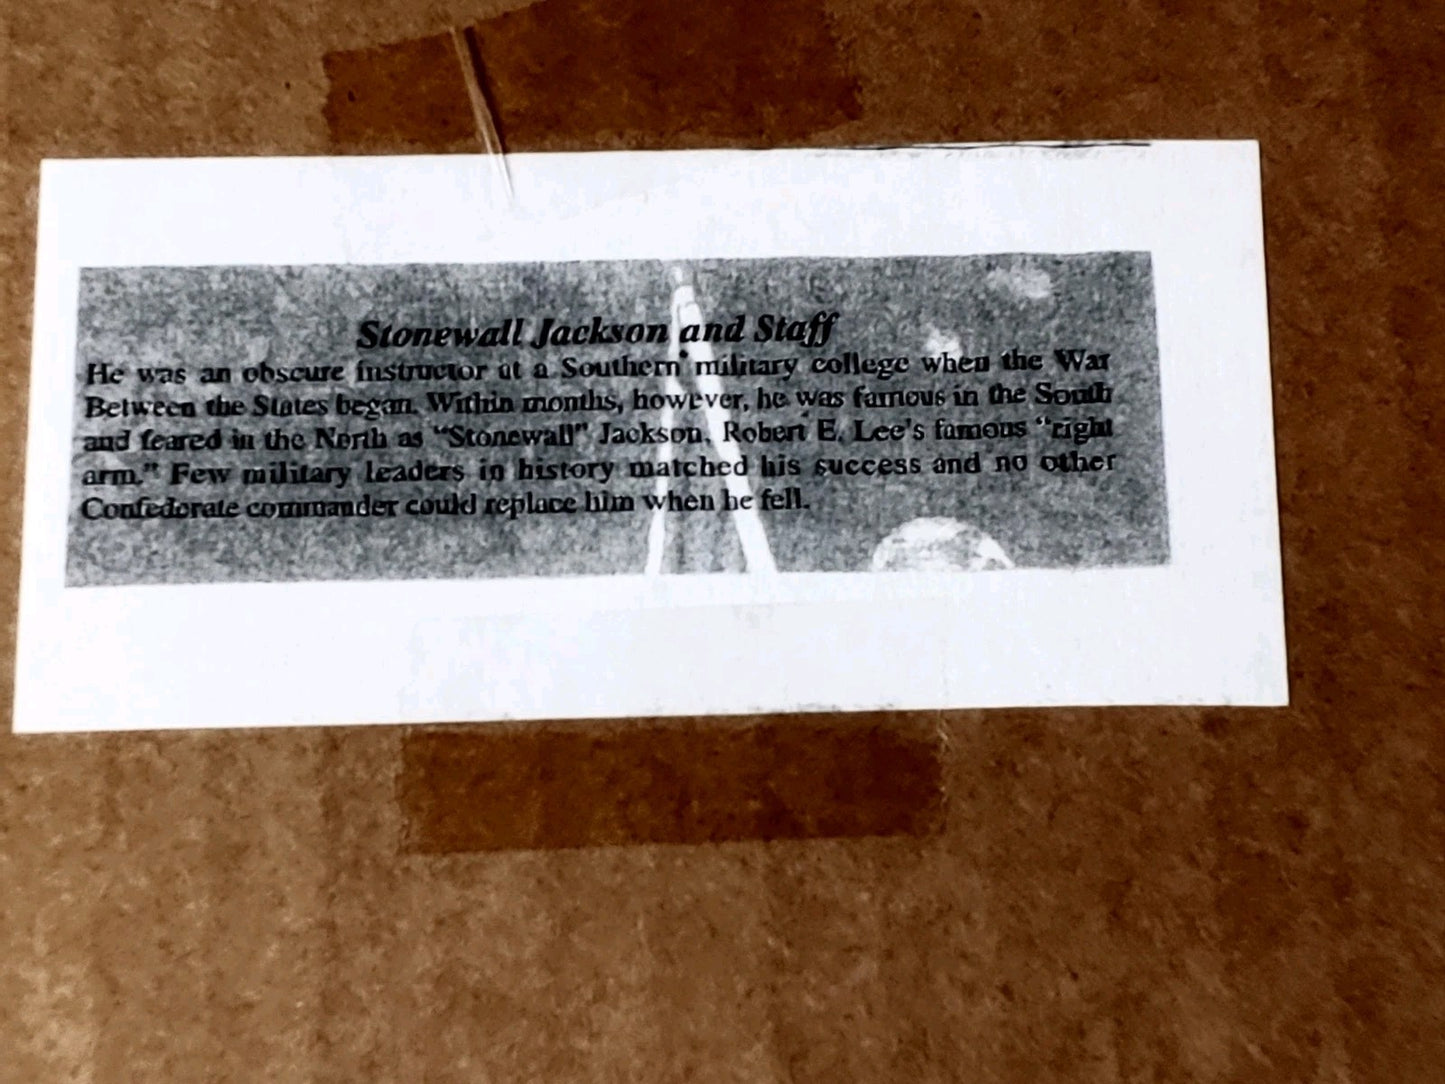 Stonewall Jackson and Staff
He was an obscure instructor at a Southern military college when the War
Between the States began. Within months, however, he was famous in the South
and feared in the North as "Stonewall" Jackson, Robert E. Lee's famous "right
arm." Few military leaders in history matched his success and no other
Confederate commander could replace him when he fell.